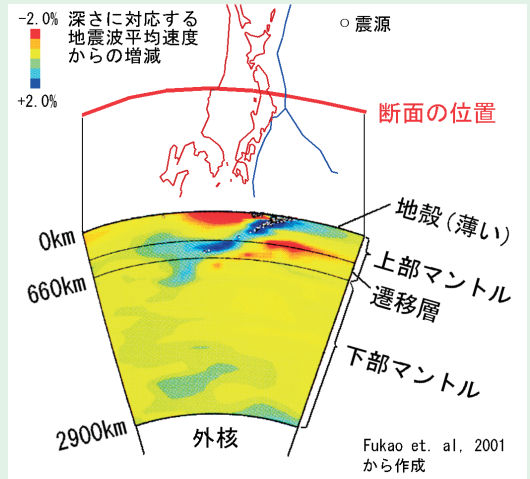 -2.0%
+2.0%
深さに対応する
地震波平均速度
からの増減
○震源
断面の位置
0km
660km
2900km
地殻(薄い)
上部マントル
遷移層
下部マントル
外核
Fukao et. al, 2001
から作成